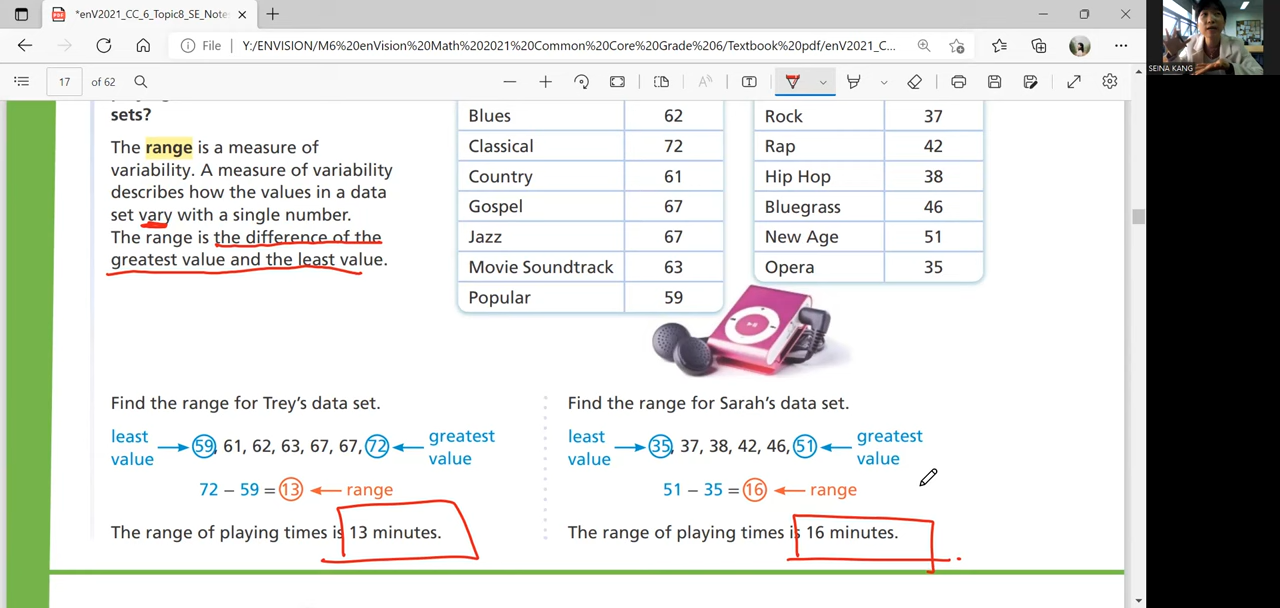 *enV2021_CC_6_Topic8_SE_Note
File
Y:/ENVISION/M6%20enVision%20Math%202021%20Common%20Core%20Grade%206/Textbook%20pdf/enV2021_C...
17
of 62
SEINA KANG
sets?
The range is a measure of
variability. A measure of variability
describes how the values in a data
set vary with a single number.
The range is the difference of the
greatest value and the least value.
Blues 62
Classical 72
Country 61
Gospel 67
Jazz 67
Movie Soundtrack 63
Popular 59
Rock 37
Rap 42
Hip Hop 38
Bluegrass 46
New Age 51
Opera 35
Find the range for Trey's data set.
least value
59, 61, 62, 63, 67, 67, 72
greatest value
72 − 59 = 13
range
The range of playing times is 13 minutes.
Find the range for Sarah's data set.
least value
35, 37, 38, 42, 46, 51
greatest value
51 − 35 = 16
range
The range of playing times is 16 minutes.